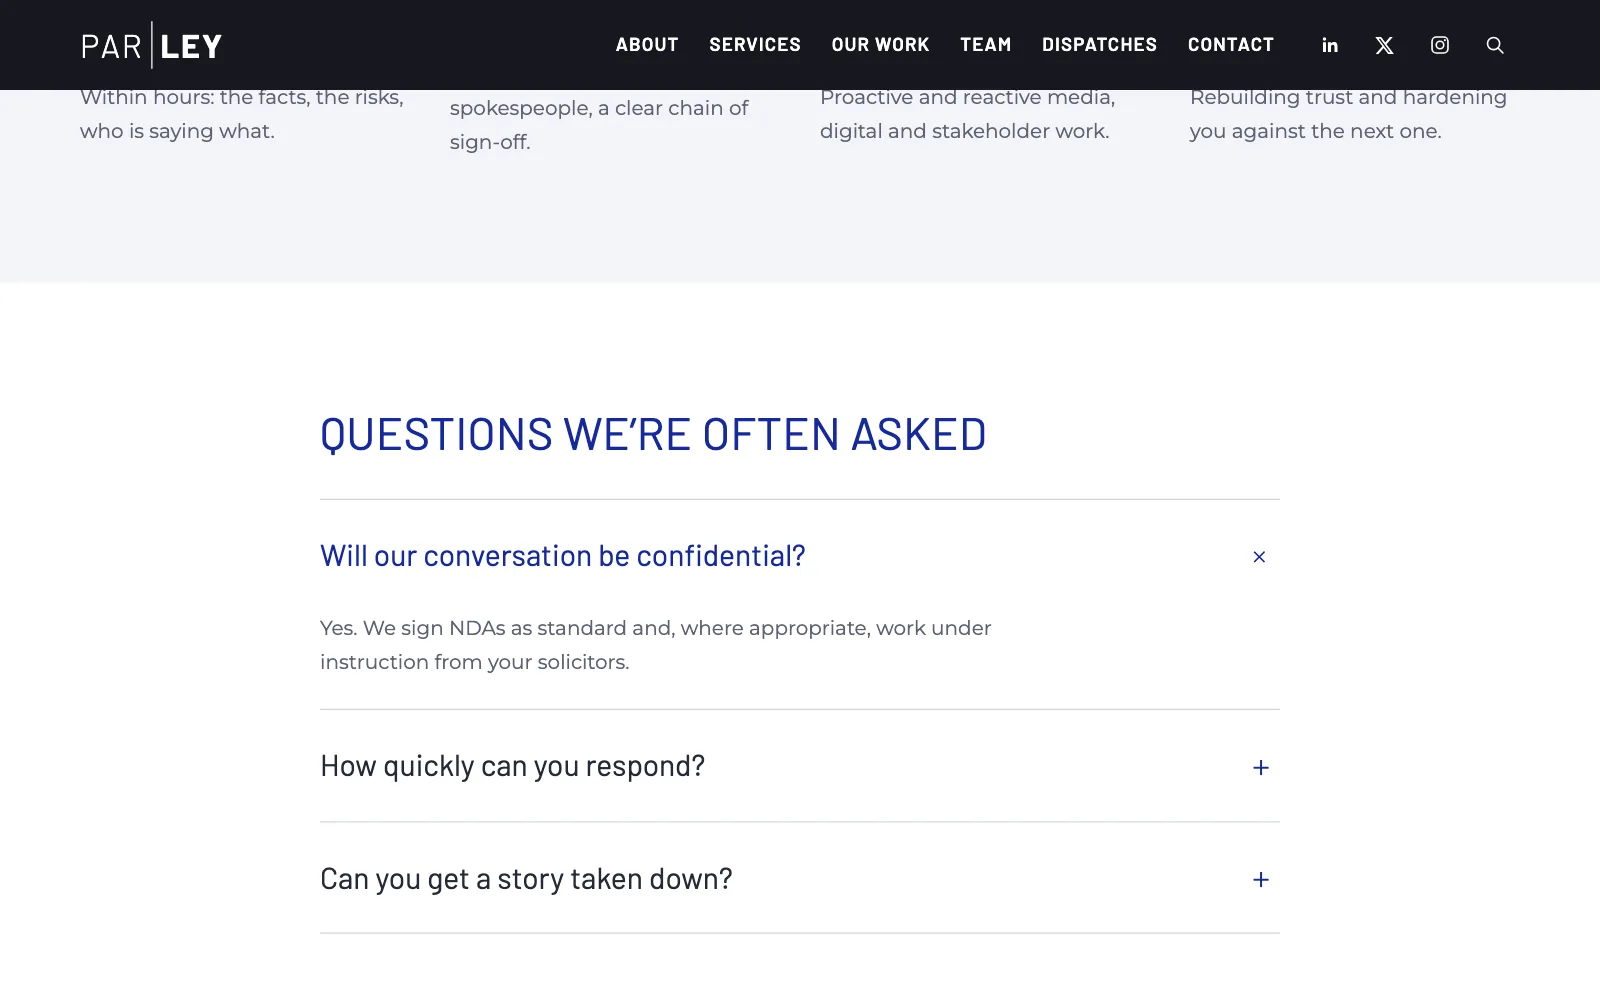 PAR|LEY
ABOUT SERVICES OUR WORK TEAM DISPATCHES CONTACT
Within hours: the facts, the risks,
who is saying what.
spokespeople, a clear chain of
sign-off.
Proactive and reactive media,
digital and stakeholder work.
Rebuilding trust and hardening
you against the next one.
QUESTIONS WE’RE OFTEN ASKED
Will our conversation be confidential?
Yes. We sign NDAs as standard and, where appropriate, work under
instruction from your solicitors.
How quickly can you respond?
Can you get a story taken down?